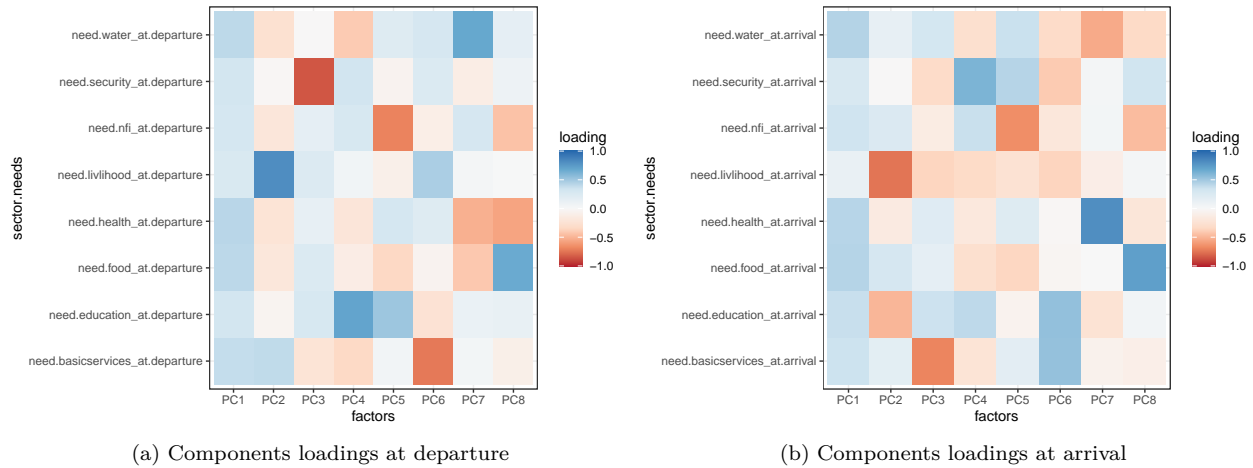 need.water_at.departure
need.security_at.departure
need.nfi_at.departure
need.livlihood_at.departure
need.health_at.departure
need.food_at.departure
need.education_at.departure
need.basicservices_at.departure
sector.needs
PC1 PC2 PC3 PC4 PC5 PC6 PC7 PC8
factors
loading
1.0
0.5
0.0
−0.5
−1.0
(a) Components loadings at departure
need.water_at.arrival
need.security_at.arrival
need.nfi_at.arrival
need.livlihood_at.arrival
need.health_at.arrival
need.food_at.arrival
need.education_at.arrival
need.basicservices_at.arrival
sector.needs
PC1 PC2 PC3 PC4 PC5 PC6 PC7 PC8
factors
loading
1.0
0.5
0.0
−0.5
−1.0
(b) Components loadings at arrival